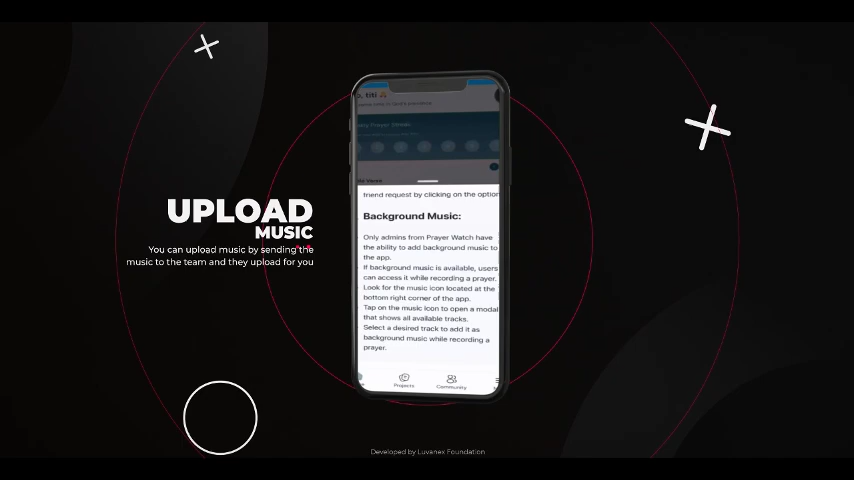 UPLOAD
MUSIC
You can upload music by sending the
music to the team and they upload for you
friend request by clicking on the option
Background Music:
Only admins from Prayer Watch have
the ability to add background music to
the app.
If background music is available, users
can access it while recording a prayer.
Look for the music icon located at the
bottom right corner of the app.
Tap on the music icon to open a modal
that shows all available tracks.
Select a desired track to add it as
background music while recording a
prayer.
Projects
Community
Developed by Luvanex Foundation